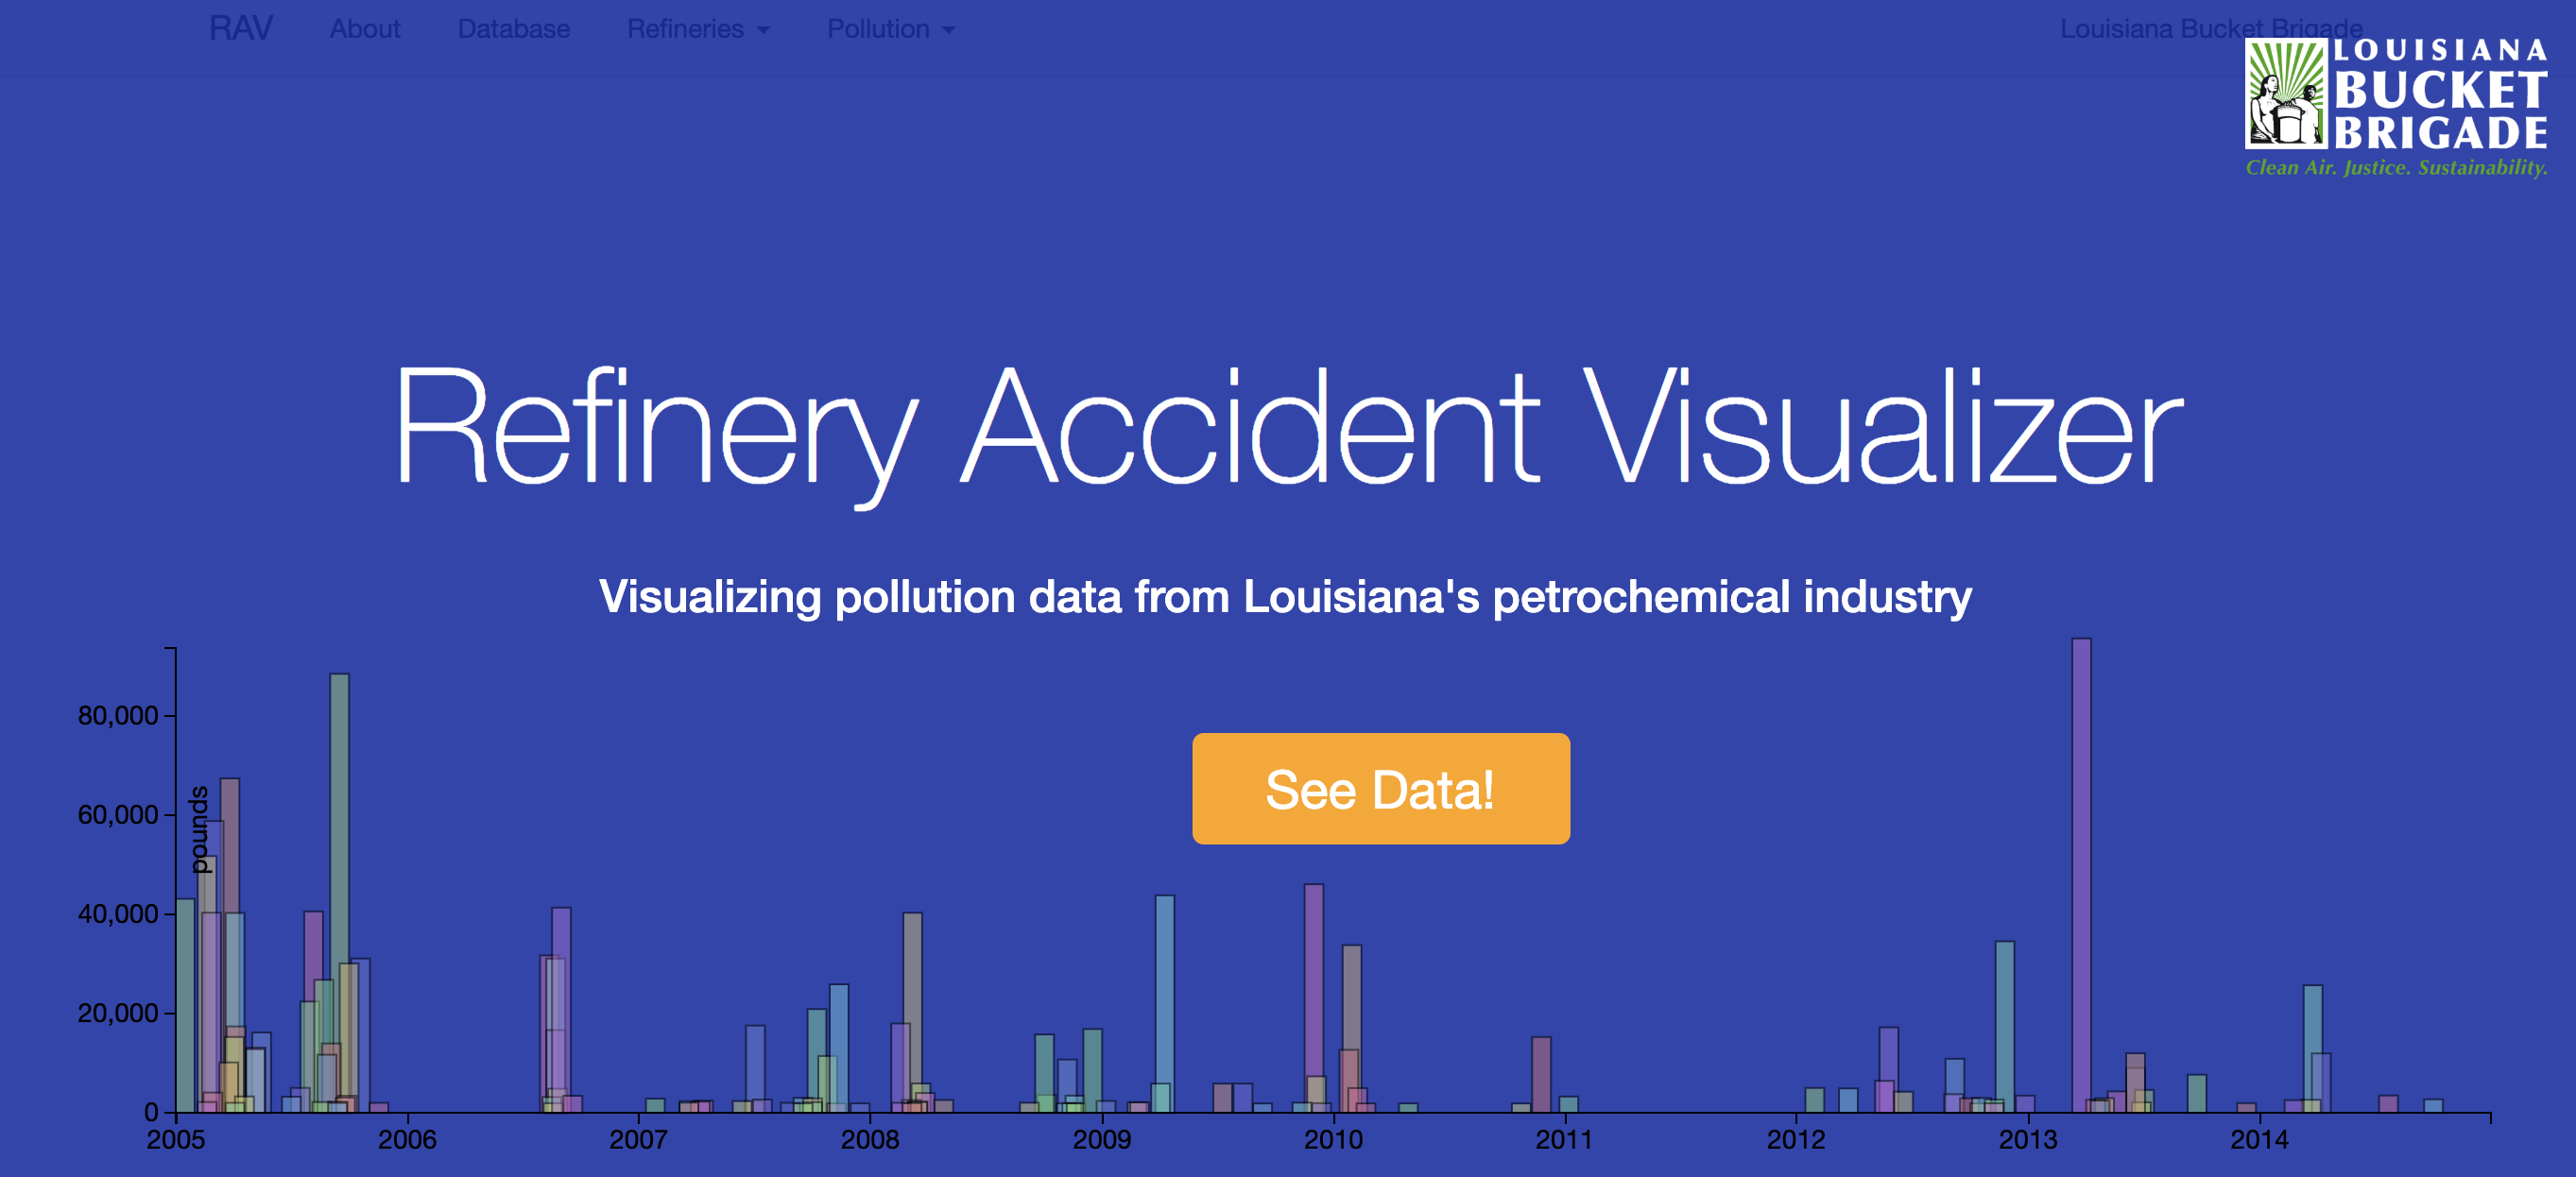 RAV About Database Refineries Pollution Louisiana Bucket Brigade
LOUISIANA
BUCKET
BRIGADE
Clean Air. Justice. Sustainability.
Refinery Accident Visualizer
Visualizing pollution data from Louisiana's petrochemical industry
See Data!
pounds
80,000
60,000
40,000
20,000
0
2005 2006 2007 2008 2009 2010 2011 2012 2013 2014